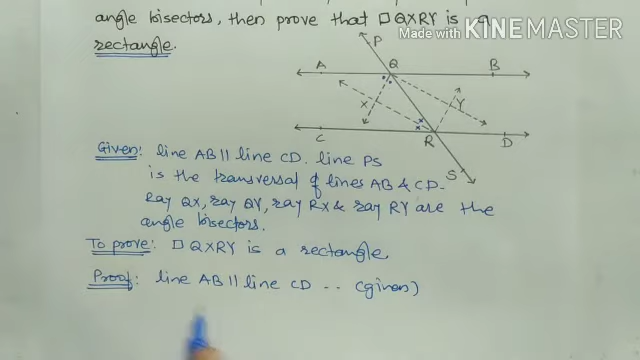 angle bisectors, then prove that □ QXRY is a
rectangle.
Made with KINEMASTER
P
A Q B
X Y
C R D
S
Given: line AB || line CD. line PS
is the transversal of lines AB & CD.
Ray QX, ray QY, ray RX & ray RY are the
angle bisectors.
To prove: □ QXRY is a rectangle.
Proof: line AB || line CD .. (given)